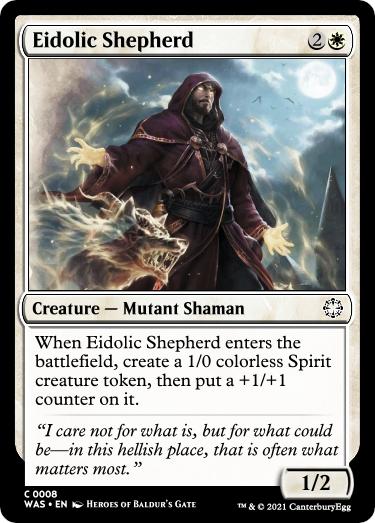 Eidolic Shepherd 2
Creature — Mutant Shaman
When Eidolic Shepherd enters the
battlefield, create a 1/0 colorless Spirit
creature token, then put a +1/+1
counter on it.
“I care not for what is, but for what could
be—in this hellish place, that is often what
matters most.”
1/2
C 0008
WAS • EN Heroes of Baldur's Gate
™ & © 2021 CanterburyEgg